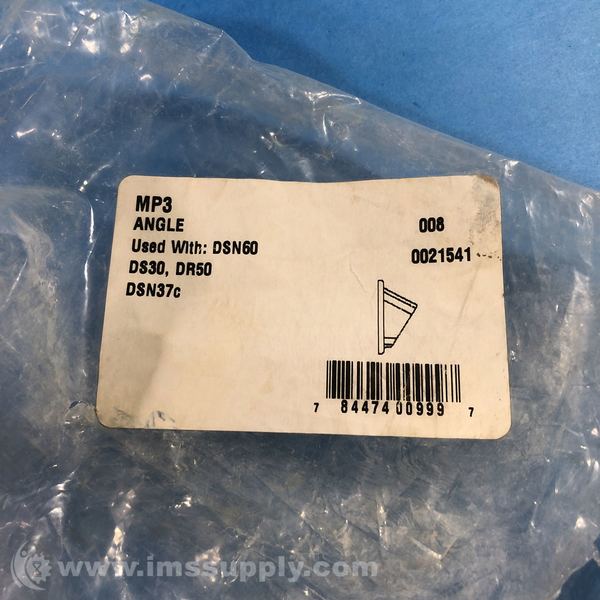 MP3
ANGLE 008
Used With: DSN60 0021541
DS30, DR50
DSN37c
7 84474 00999 7
www.imssupply.com